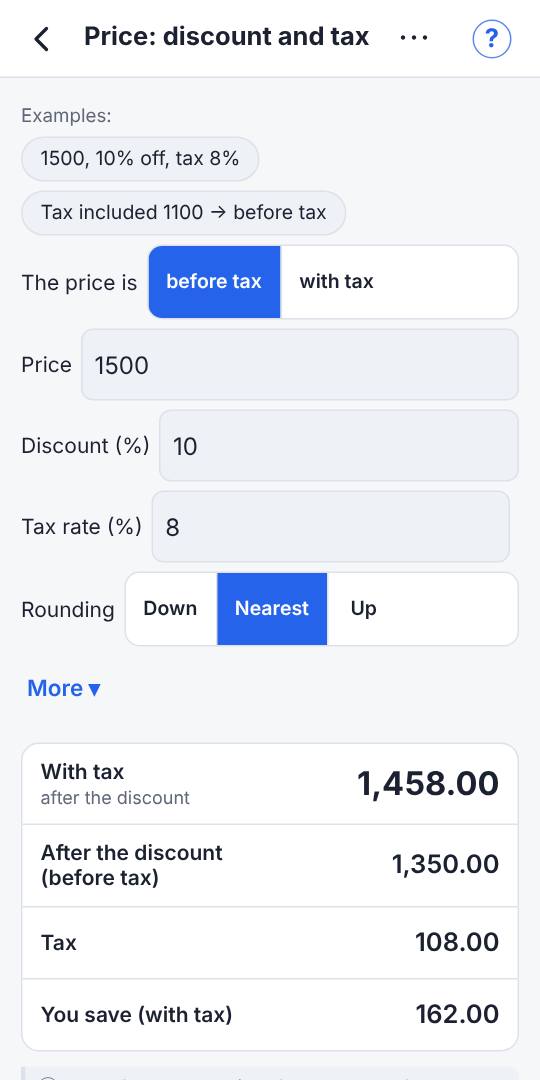 Price: discount and tax ··· ?
Examples:
1500, 10% off, tax 8%
Tax included 1100 → before tax
The price is before tax with tax
Price 1500
Discount (%) 10
Tax rate (%) 8
Rounding Down Nearest Up
More ▾
With tax 1,458.00
after the discount
After the discount 1,350.00
(before tax)
Tax 108.00
You save (with tax) 162.00